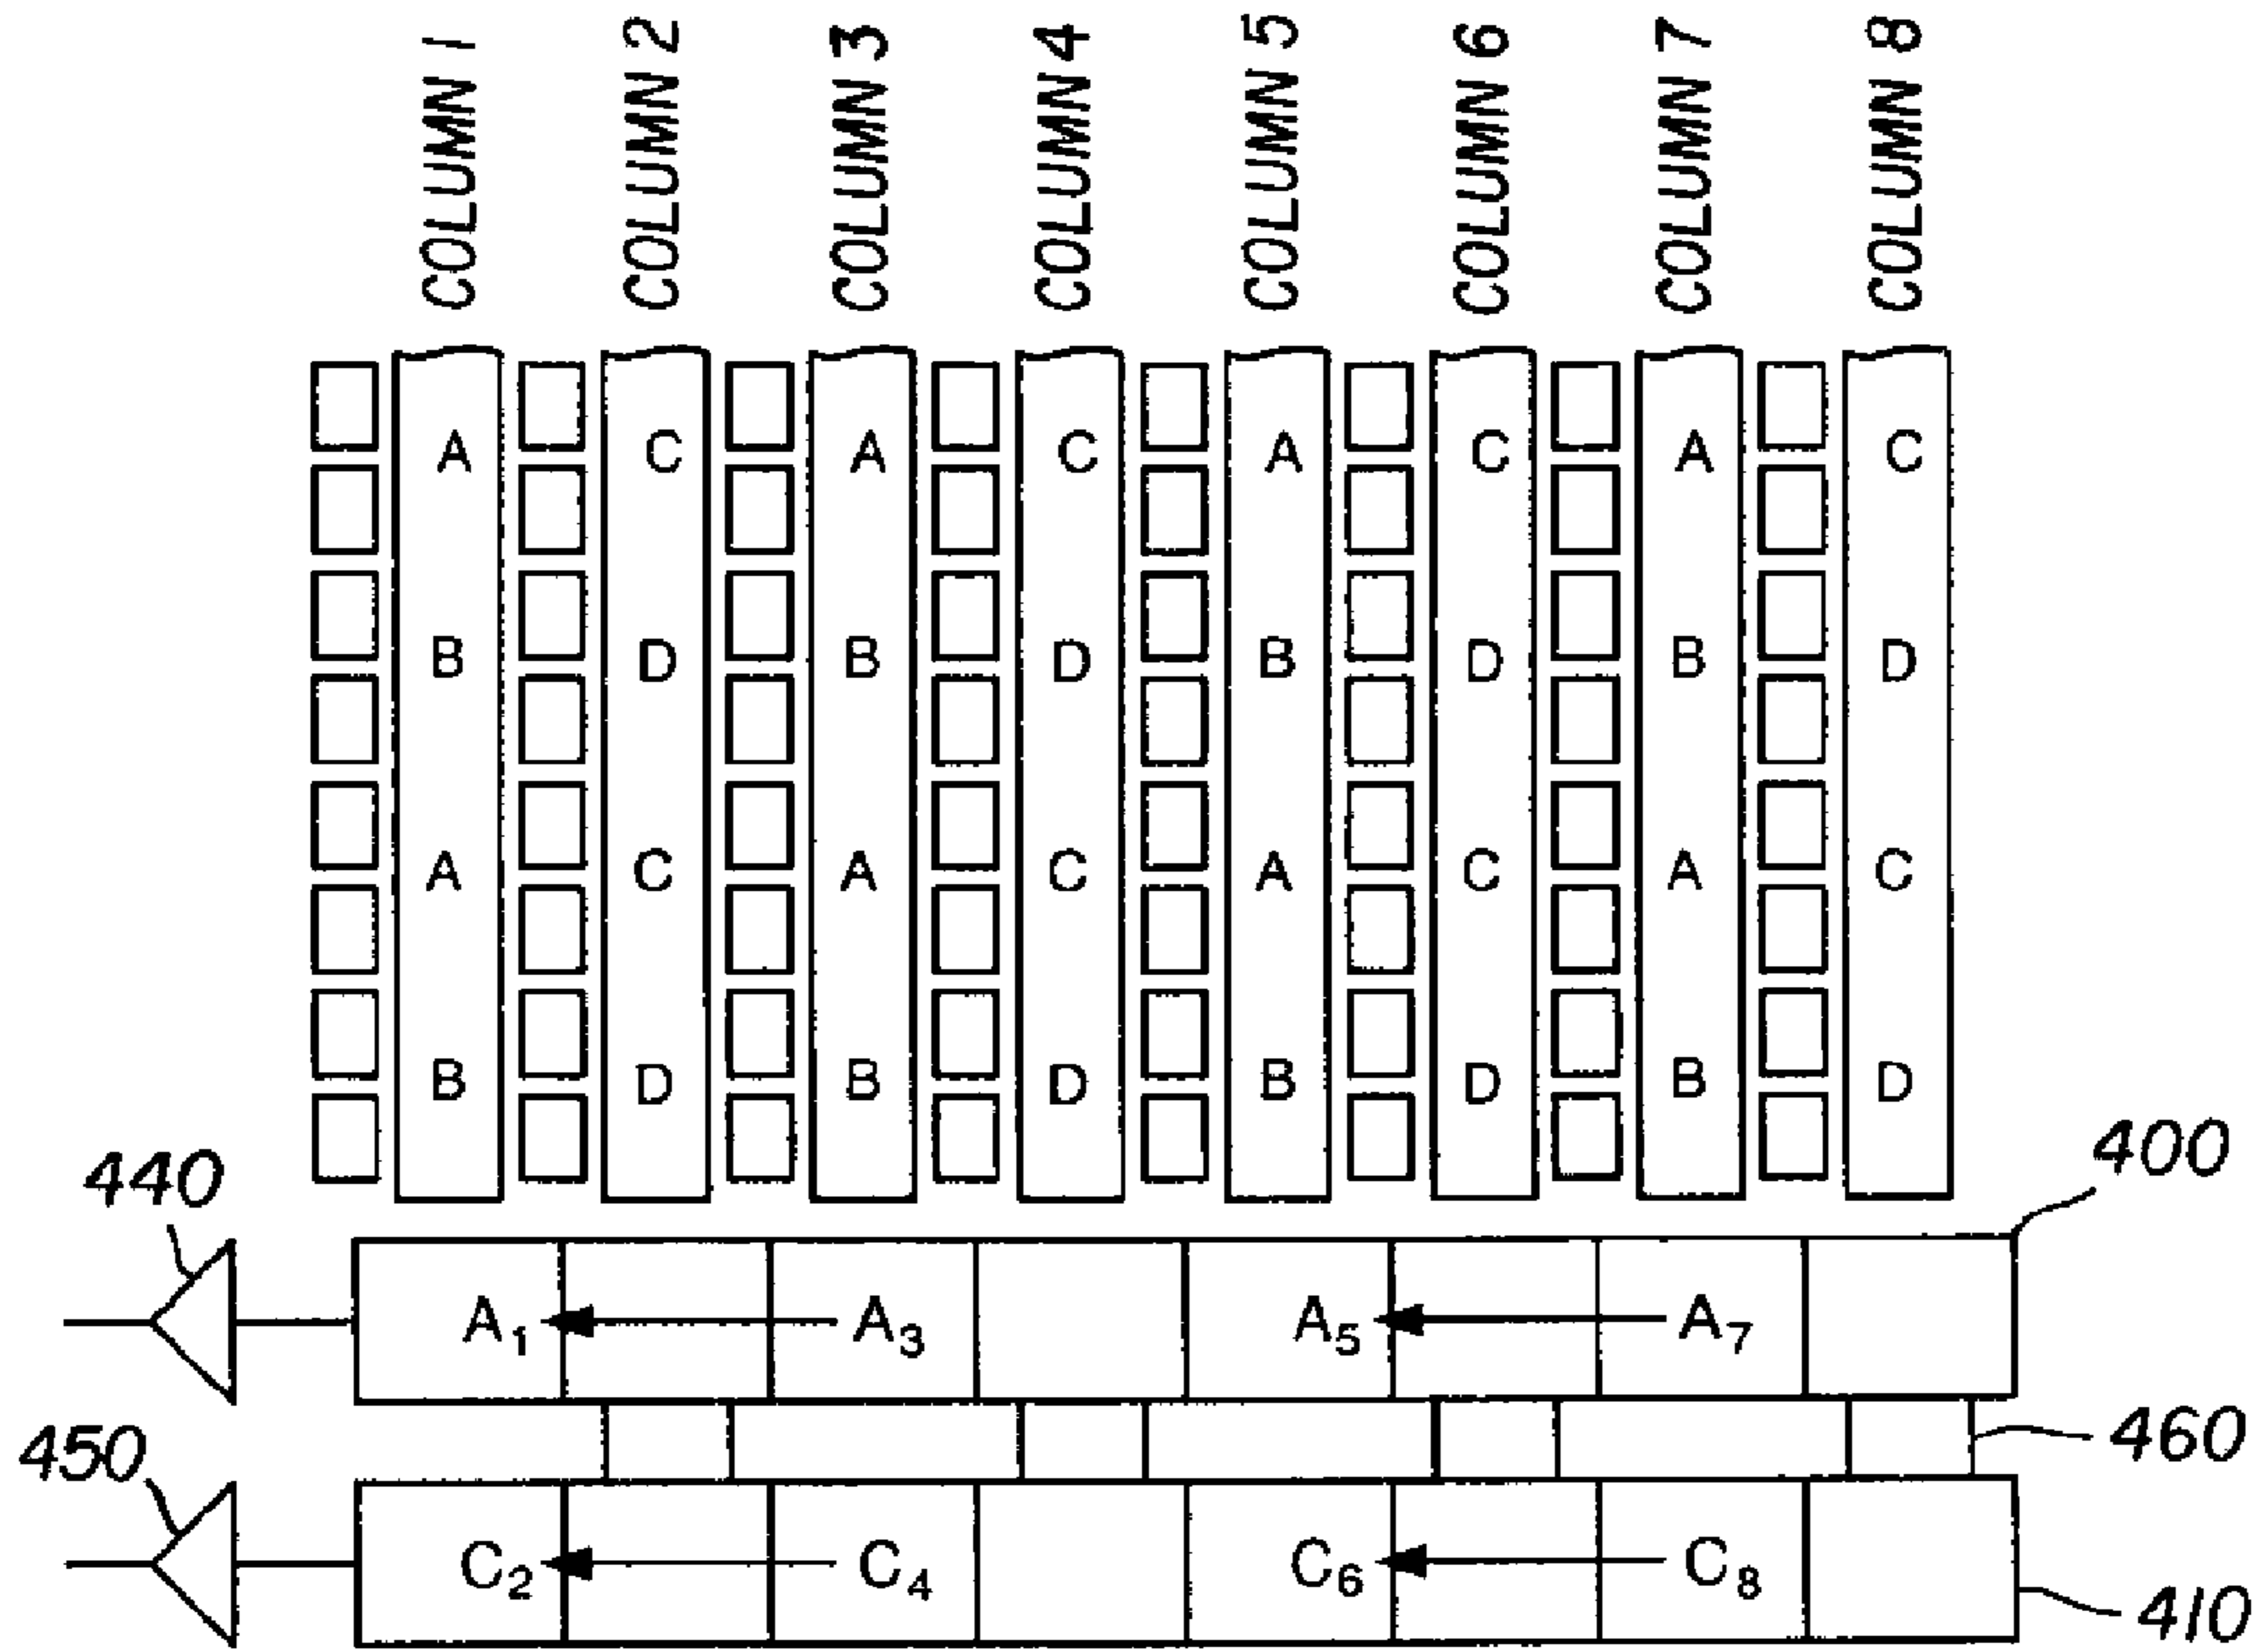 COLUMN 1
COLUMN 2
COLUMN 3
COLUMN 4
COLUMN 5
COLUMN 6
COLUMN 7
COLUMN 8
A C A C A C A C
B D B D B D B D
A C A C A C A C
B D B D B D B D
440
400
A1 A3 A5 A7
450
460
C2 C4 C6 C8
410